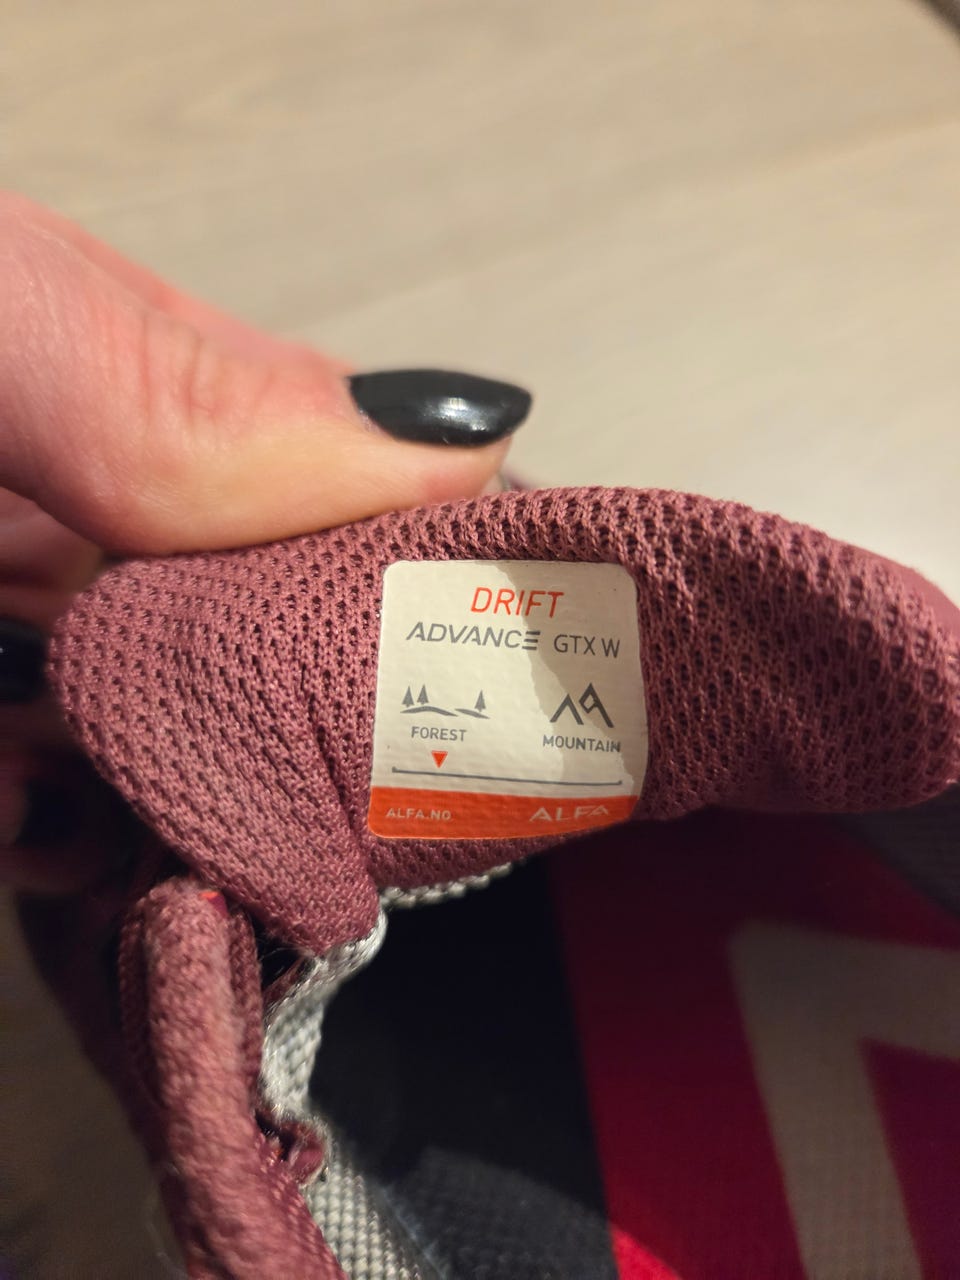 DRIFT
ADVANCE GTX W
FOREST
MOUNTAIN
ALFA.NO
ALFA